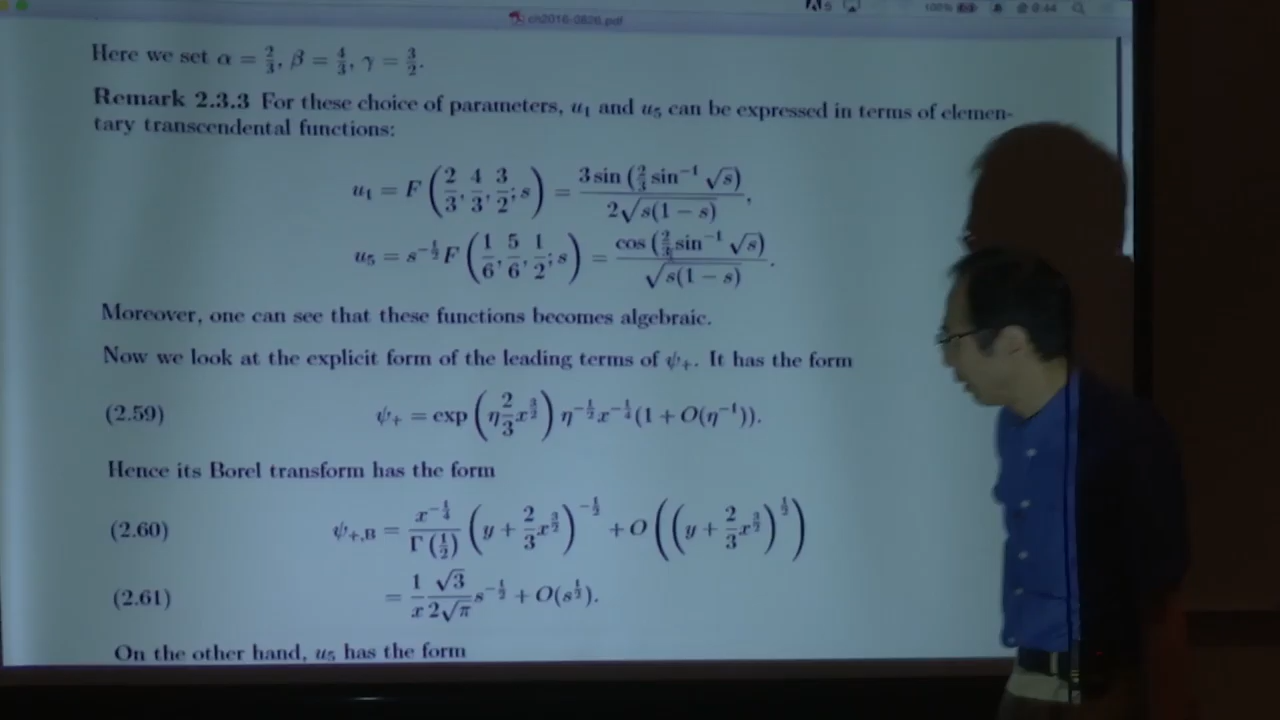 cn2016-0826.pdf
100%
Here we set α = 2/3, β = 4/3, γ = 3/2.
Remark 2.3.3 For these choice of parameters, u₁ and u₅ can be expressed in terms of elemen-
tary transcendental functions:
u₁ = F(2/3, 4/3, 3/2; s) = 3 sin(2/3 sin⁻¹ √s) / 2√s(1 − s),
u₅ = s^{-1/2} F(1/6, 5/6, 1/2; s) = cos(2/3 sin⁻¹ √s) / √s(1 − s).
Moreover, one can see that these functions becomes algebraic.
Now we look at the explicit form of the leading terms of ψ₊. It has the form
(2.59) ψ₊ = exp(η 2/3 x^{3/2}) η^{-1/2} x^{-1/4} (1 + O(η⁻¹)).
Hence its Borel transform has the form
(2.60) ψ₊,B = x^{-1/4} / Γ(1/2) (y + 2/3 x^{3/2})^{-1/2} + O((y + 2/3 x^{3/2})^{1/2})
(2.61) = 1/x √3/2√π s^{-1/2} + O(s^{1/2}).
On the other hand, u₅ has the form